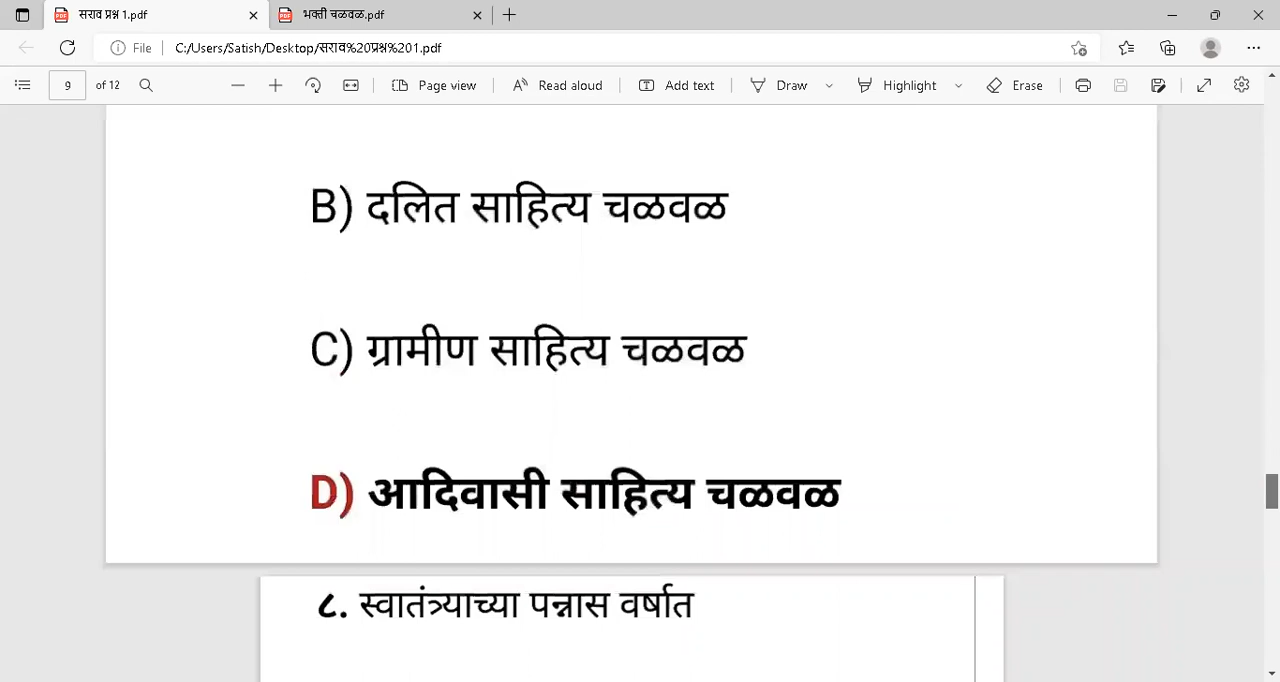 सराव प्रश्न 1.pdf
भक्ती चळवळ.pdf
File
C:/Users/Satish/Desktop/सराव%20प्रश्न%201.pdf
9 of 12
Page view
Read aloud
Add text
Draw
Highlight
Erase
B) दलित साहित्य चळवळ
C) ग्रामीण साहित्य चळवळ
D) आदिवासी साहित्य चळवळ
८. स्वातंत्र्याच्या पन्नास वर्षात